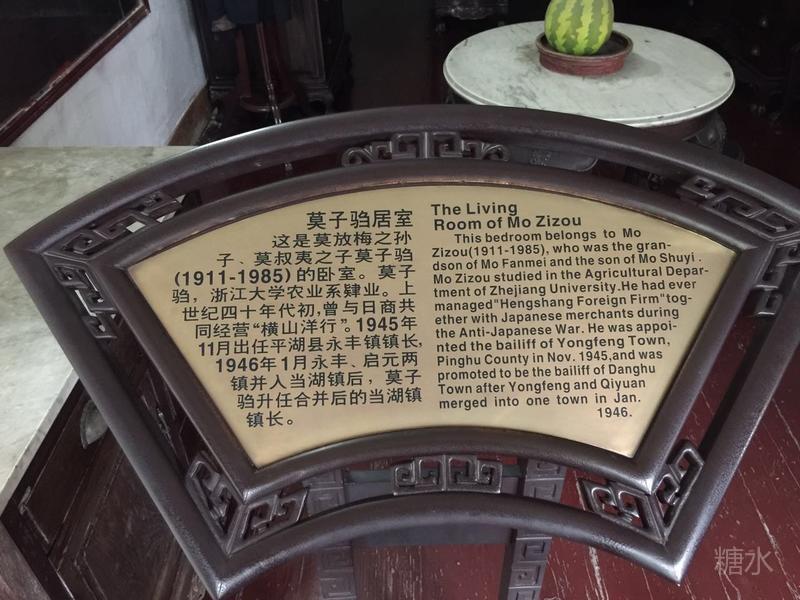 莫子驺居室
这是莫放梅之孙
子、莫叔夷之子莫子驺
(1911-1985)的卧室。莫子
驺，浙江大学农业系肄业。上
世纪四十年代初,曾与日商共
同经营“横山洋行”。1945年
11月出任平湖县永丰镇镇长,
1946年1月永丰、启元两
镇并入当湖镇后，莫子
驺升任合并后的当湖镇
镇长。
The Living
Room of Mo Zizou
This bedroom belongs to Mo
Zizou(1911-1985), who was the gran-
dson of Mo Fanmei and the son of Mo Shuyi.
Mo Zizou stunmied in the Agricultural Depar-
tment of Zhejiang University.He had ever
managed"Hengshang Foreign Firm"tog-
ether with Japanese merchants during
the Anti-Japanese War. He was appoi-
nted the bailiff of Yongfeng Town,
Pinghu County in Nov. 1945,and was
promoted to be the bailiff of Danghu
Town after Yongfeng and Qiyuan
merged into one town in Jan.
1946.
糖水